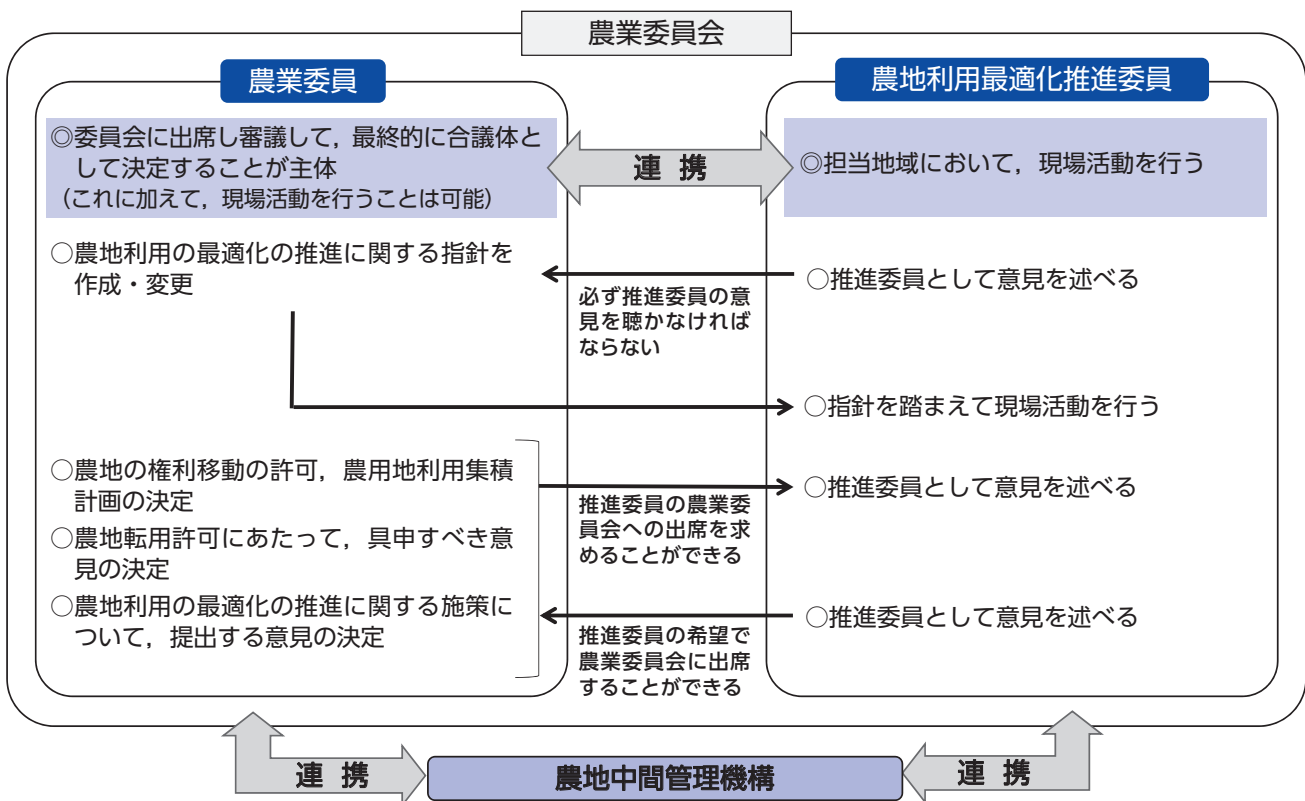 農業委員会
農業委員
◎委員会に出席し審議して，最終的に合議体と
して決定することが主体
（これに加えて，現場活動を行うことは可能）
○農地利用の最適化の推進に関する指針を
作成・変更
○農地の権利移動の許可，農用地利用集積
計画の決定
○農地転用許可にあたって，具申すべき意
見の決定
○農地利用の最適化の推進に関する施策に
ついて，提出する意見の決定
連 携
必ず推進委員の意
見を聴かなければ
ならない
推進委員の農業委
員会への出席を求
めることができる
推進委員の希望で
農業委員会に出席
することができる
農地利用最適化推進委員
◎担当地域において，現場活動を行う
○推進委員として意見を述べる
○指針を踏まえて現場活動を行う
○推進委員として意見を述べる
○推進委員として意見を述べる
連 携
農地中間管理機構
連 携